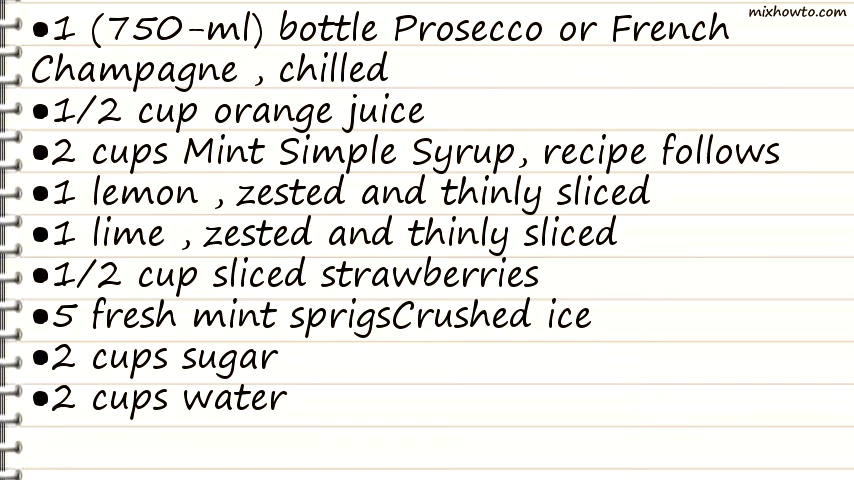 mixhowto.com
•1 (750-ml) bottle Prosecco or French
Champagne , chilled
•1/2 cup orange juice
•2 cups Mint Simple Syrup, recipe follows
•1 lemon , zested and thinly sliced
•1 lime , zested and thinly sliced
•1/2 cup sliced strawberries
•5 fresh mint sprigsCrushed ice
•2 cups sugar
•2 cups water